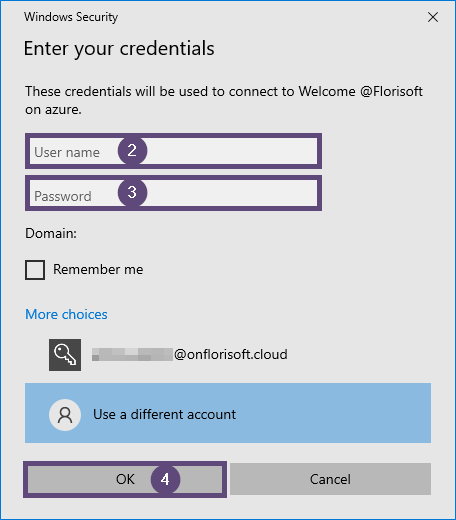 Windows Security
Enter your credentials
These credentials will be used to connect to Welcome @Florisoft
on azure.
User name 2
Password 3
Domain:
Remember me
More choices
@onflorisoft.cloud
Use a different account
OK 4 Cancel